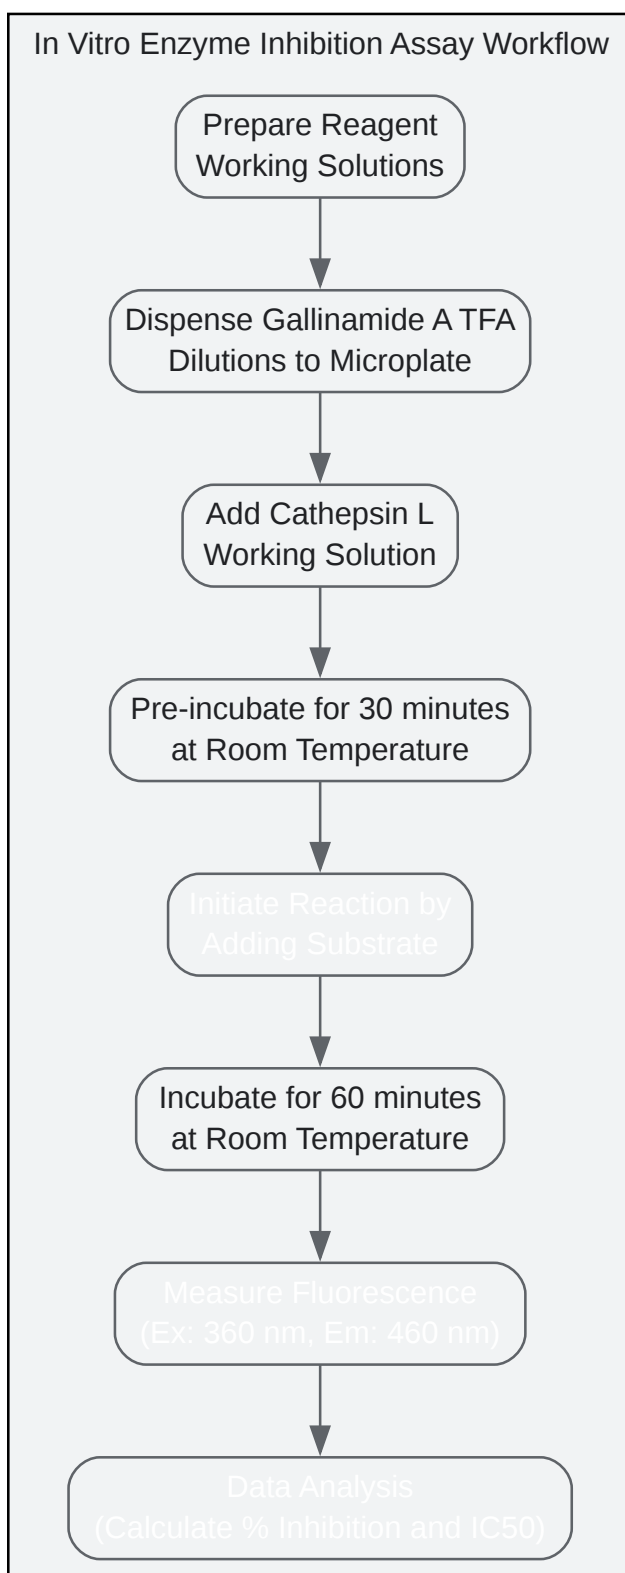 In Vitro Enzyme Inhibition Assay Workflow
Prepare Reagent
Working Solutions
Dispense Gallinamide A TFA
Dilutions to Microplate
Add Cathepsin L
Working Solution
Pre-incubate for 30 minutes
at Room Temperature
Initiate Reaction by
Adding Substrate
Incubate for 60 minutes
at Room Temperature
Measure Fluorescence
(Ex: 360 nm, Em: 460 nm)
Data Analysis
(Calculate % Inhibition and IC50)